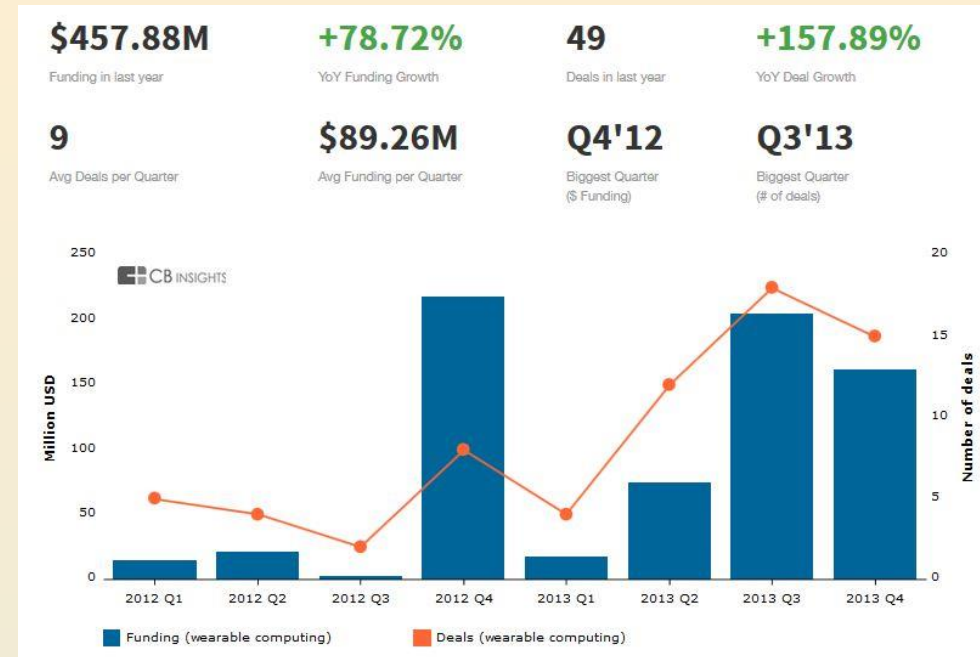 $457.88M +78.72% 49 +157.89%
Funding in last year YoY Funding Growth Deals in last year YoY Deal Growth
9 $89.26M Q4'12 Q3'13
Avg Deals per Quarter Avg Funding per Quarter Biggest Quarter Biggest Quarter
($ Funding) (# of deals)
250 20
CB INSIGHTS
200
15
150
Million USD
Number of deals
100
10
50
5
0 0
2012 Q1 2012 Q2 2012 Q3 2012 Q4 2013 Q1 2013 Q2 2013 Q3 2013 Q4
Funding (wearable computing) Deals (wearable computing)